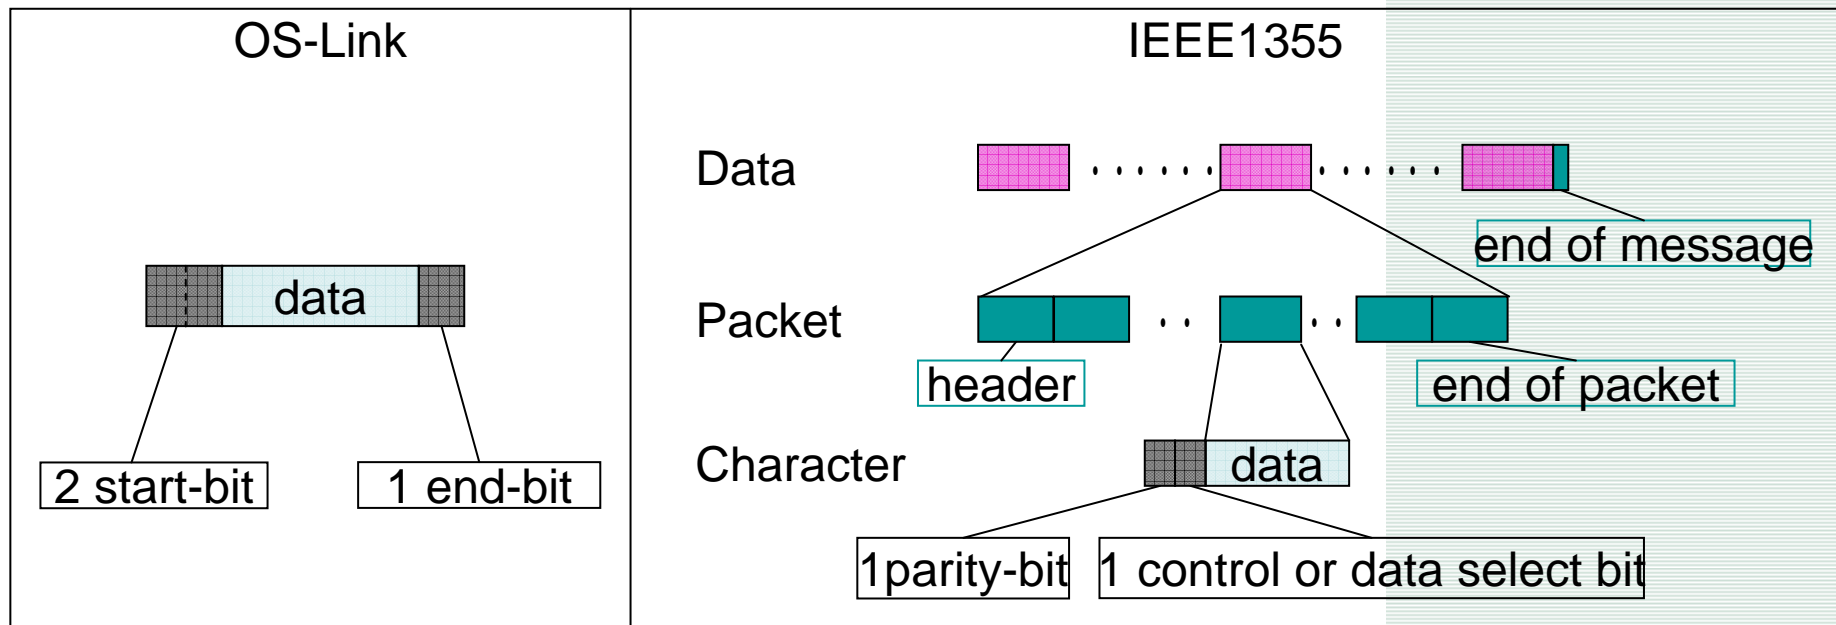 OS-Link
data
2 start-bit
1 end-bit
IEEE1355
Data
end of message
Packet
header
end of packet
Character
data
1parity-bit
1 control or data select bit